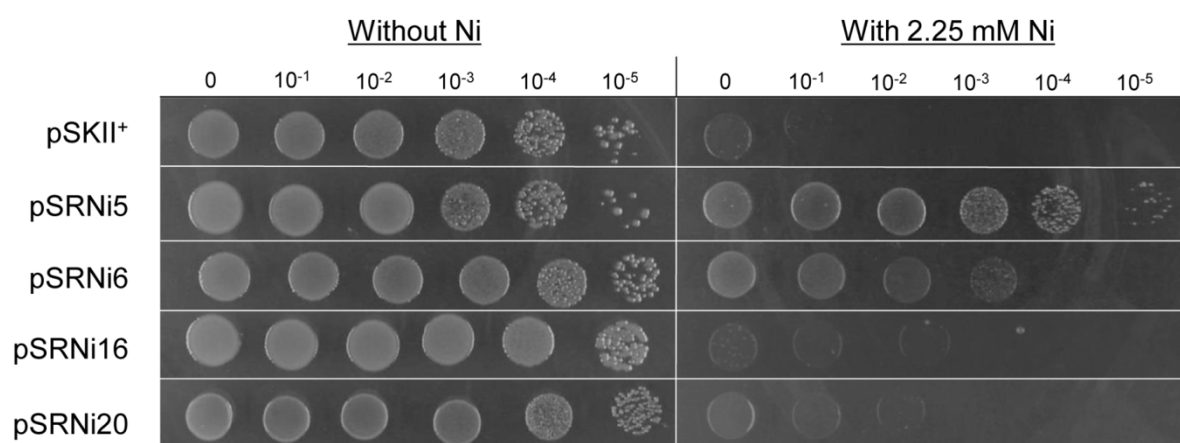 Without Ni With 2.25 mM Ni
0 10⁻¹ 10⁻² 10⁻³ 10⁻⁴ 10⁻⁵ 0 10⁻¹ 10⁻² 10⁻³ 10⁻⁴ 10⁻⁵
pSKII⁺
pSRNi5
pSRNi6
pSRNi16
pSRNi20